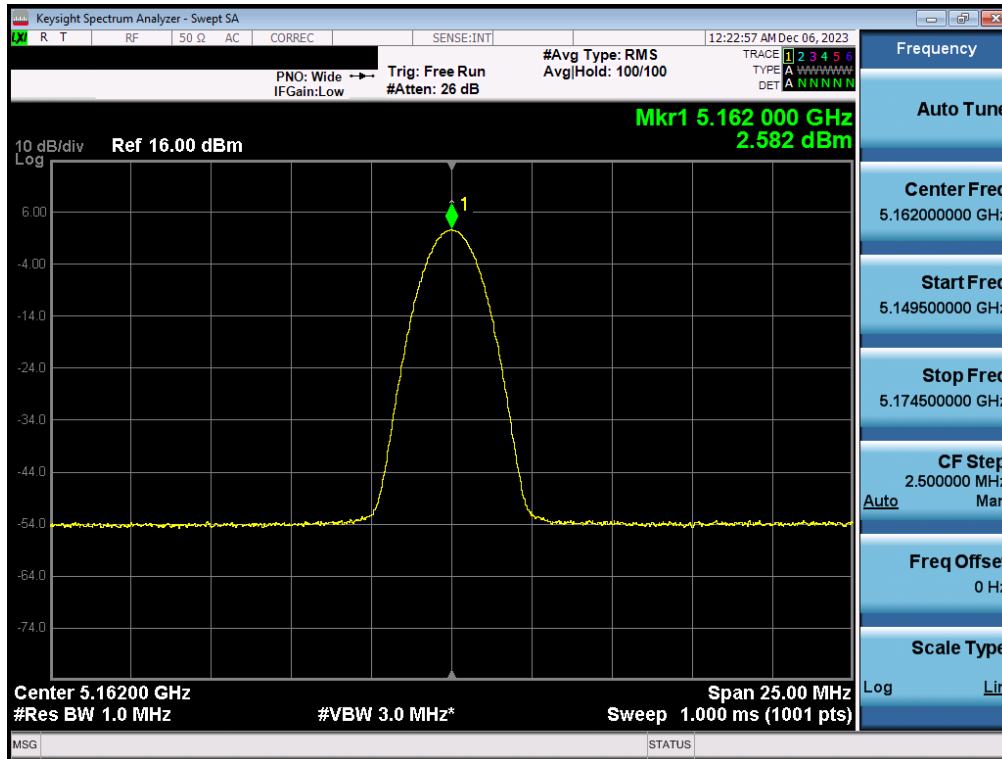 Keysight Spectrum Analyzer - Swept SA
LXI R T RF 50 Ω AC CORREC SENSE:INT 12:22:57 AM Dec 06, 2023
PNO: Wide
IFGain:Low
Trig: Free Run
#Atten: 26 dB
#Avg Type: RMS
Avg|Hold: 100/100
TRACE 1 2 3 4 5 6
TYPE A WWWWW
DET A N N N N N
Mkr1 5.162 000 GHz
2.582 dBm
10 dB/div Ref 16.00 dBm
Log
1
6.00
-4.00
-14.0
-24.0
-34.0
-44.0
-54.0
-64.0
-74.0
Center 5.16200 GHz Span 25.00 MHz
#Res BW 1.0 MHz #VBW 3.0 MHz* Sweep 1.000 ms (1001 pts)
MSG STATUS
Frequency
Auto Tune
Center Freq
5.162000000 GHz
Start Freq
5.149500000 GHz
Stop Freq
5.174500000 GHz
CF Step
2.500000 MHz
Auto Man
Freq Offset
0 Hz
Scale Type
Log Lin